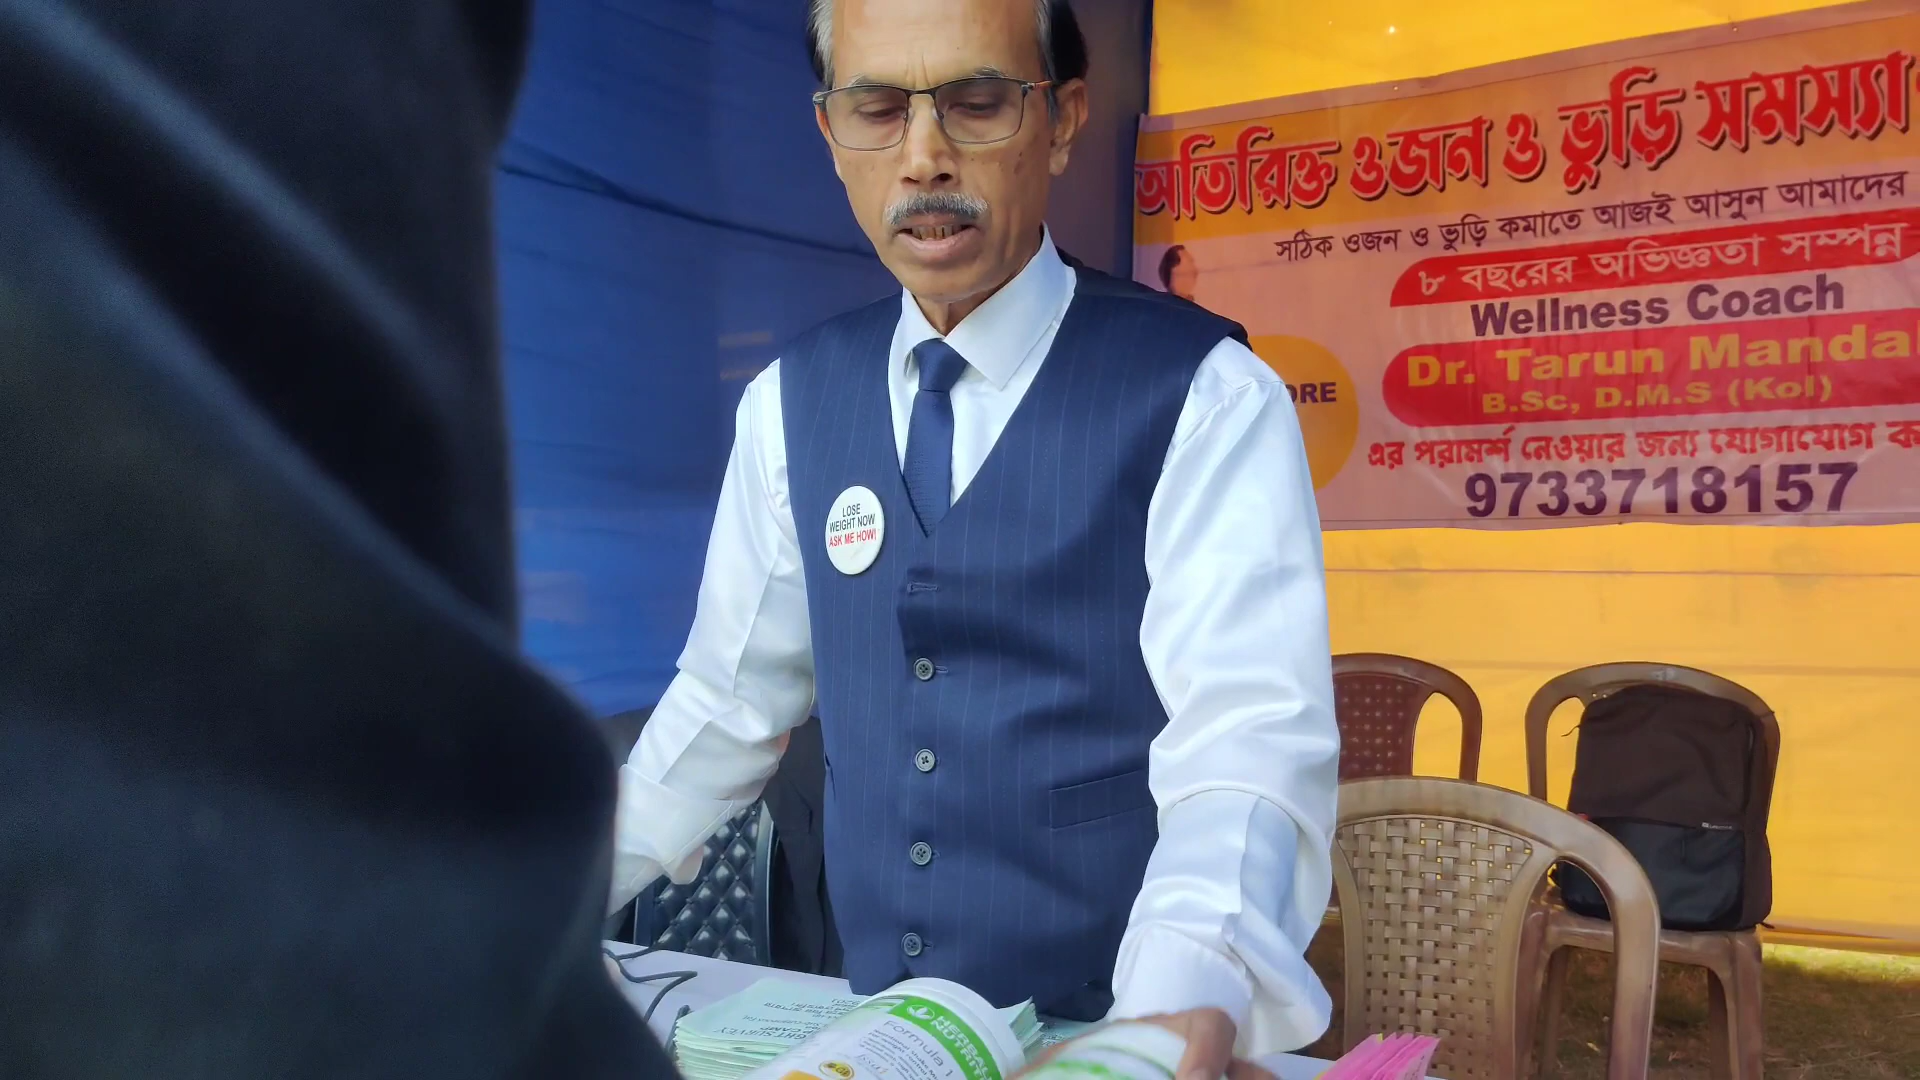 অতিরিক্ত ওজন ও ভুড়ি সমস্যা
সঠিক ওজন ও ভুড়ি কমাতে আজই আসুন আমাদের
৮ বছরের অভিজ্ঞতা সম্পন্ন
Wellness Coach
Dr. Tarun Mandal
B.Sc, D.M.S (Kol)
এর পরামর্শ নেওয়ার জন্য যোগাযোগ
9733718157
LOSE
WEIGHT NOW
ASK ME HOW!
Formula 1